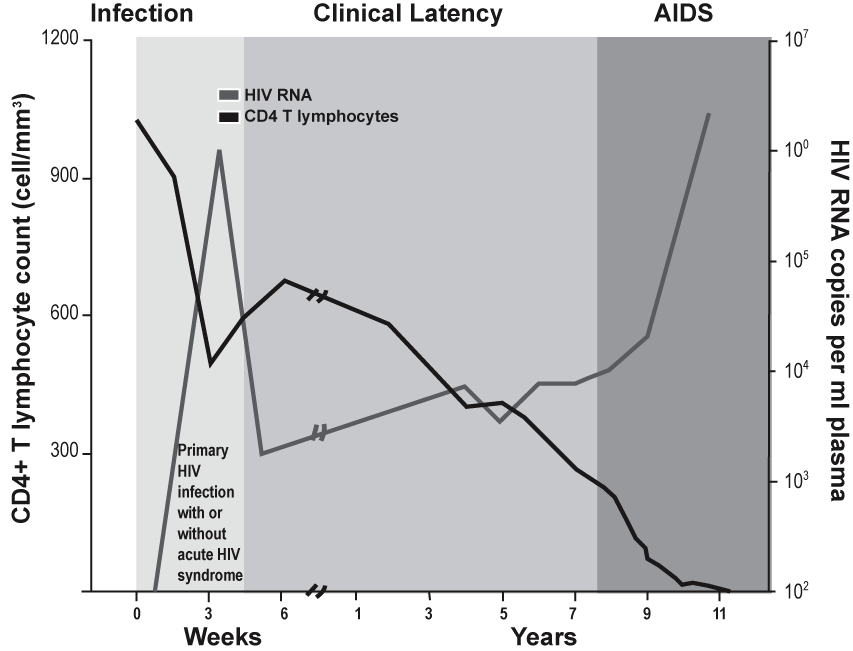 Infection Clinical Latency AIDS
1200
900
600
300
CD4+ T lymphocyte count (cell/mm³)
HIV RNA
CD4 T lymphocytes
Primary
HIV
infection
with or
without
acute HIV
syndrome
10⁷
10⁰
10⁵
10⁴
10³
10²
HIV RNA copies per ml plasma
0 3 6 1 3 5 7 9 11
Weeks Years